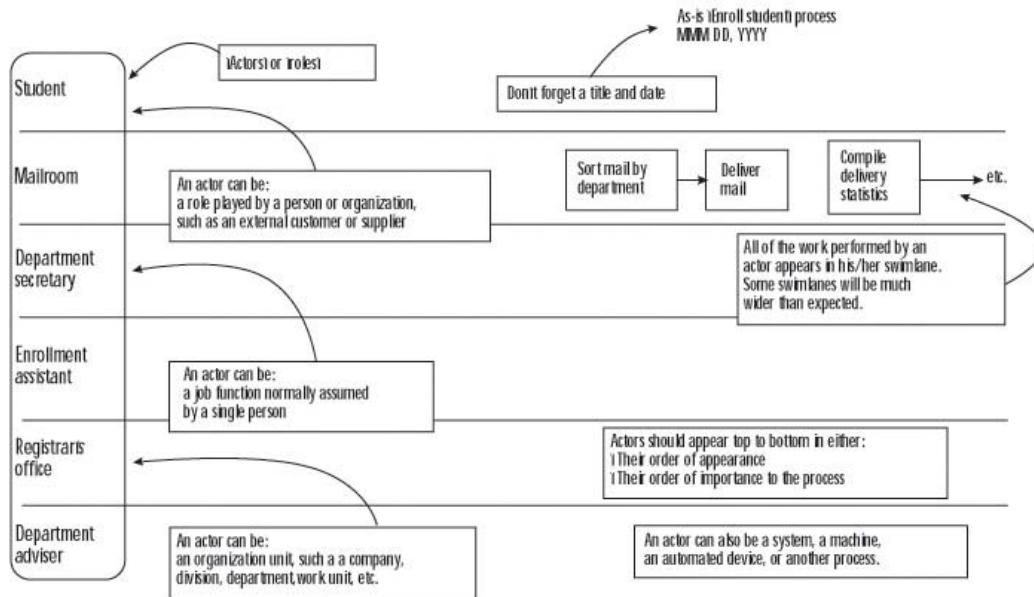 As-is ìEnroll studentî process
MMM DD, YYYY
ìActorsî or ìrolesî
Student
Donít forget a title and date
Mailroom
An actor can be:
a role played by a person or organization,
such as an external customer or supplier
Sort mail by
department
Deliver
mail
Compile
delivery
statistics
etc.
Department
secretary
All of the work performed by an
actor appears in his/her swimlane.
Some swimlanes will be much
wider than expected.
Enrollment
assistant
An actor can be:
a job function normally assumed
by a single person
Registrarís
office
Actors should appear top to bottom in either:
ï Their order of appearance
ï Their order of importance to the process
Department
adviser
An actor can be:
an organization unit, such a a company,
division, department, work unit, etc.
An actor can also be a system, a machine,
an automated device, or another process.